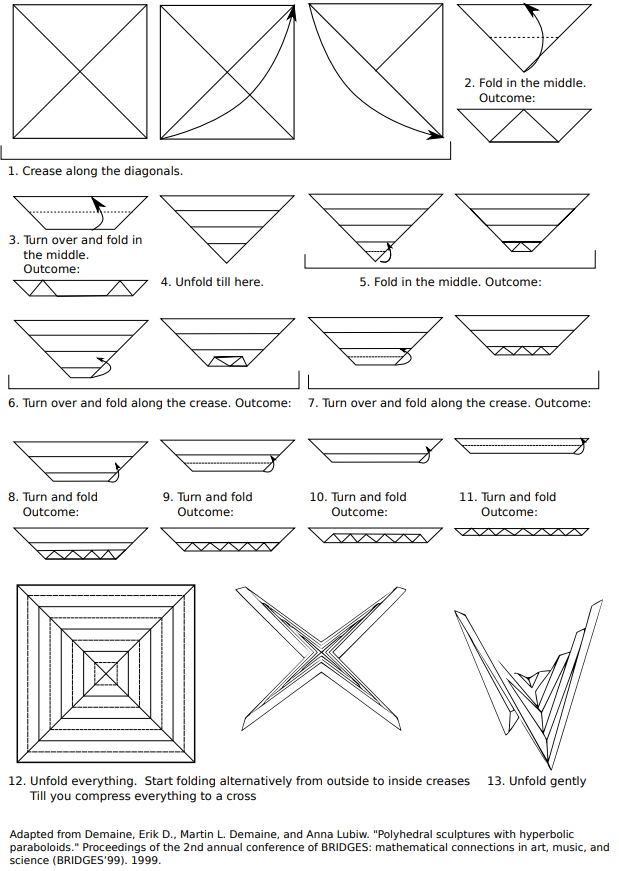 2. Fold in the middle.
Outcome:
1. Crease along the diagonals.
3. Turn over and fold in
the middle.
Outcome:
4. Unfold till here.
5. Fold in the middle. Outcome:
6. Turn over and fold along the crease. Outcome:
7. Turn over and fold along the crease. Outcome:
8. Turn and fold
Outcome:
9. Turn and fold
Outcome:
10. Turn and fold
Outcome:
11. Turn and fold
Outcome:
12. Unfold everything. Start folding alternatively from outside to inside creases
Till you compress everything to a cross
13. Unfold gently
Adapted from Demaine, Erik D., Martin L. Demaine, and Anna Lubiw. "Polyhedral sculptures with hyperbolic
paraboloids." Proceedings of the 2nd annual conference of BRIDGES: mathematical connections in art, music, and
science (BRIDGES’99). 1999.